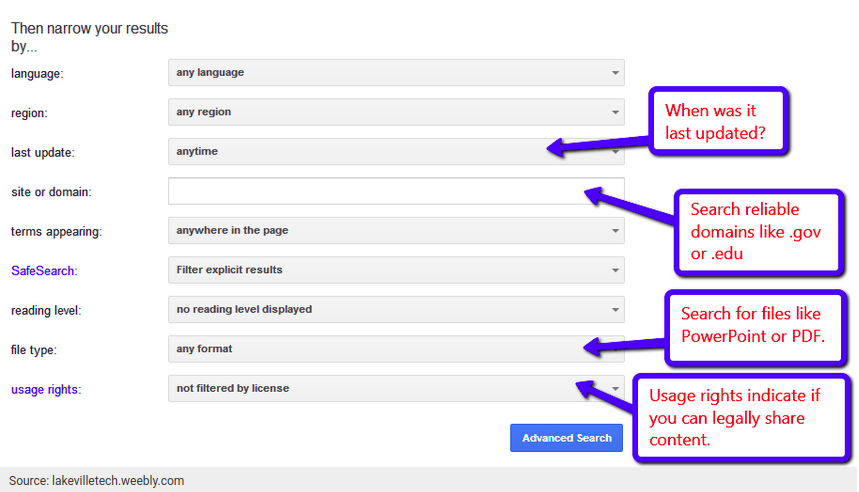 Then narrow your results
by...
language: any language
region: any region
When was it
last updated?
last update: anytime
site or domain:
Search reliable
domains like .gov
or .edu
terms appearing: anywhere in the page
SafeSearch: Filter explicit results
reading level: no reading level displayed
Search for files like
PowerPoint or PDF.
file type: any format
usage rights: not filtered by license
Usage rights indicate if
you can legally share
content.
Advanced Search
Source: lakevilletech.weebly.com